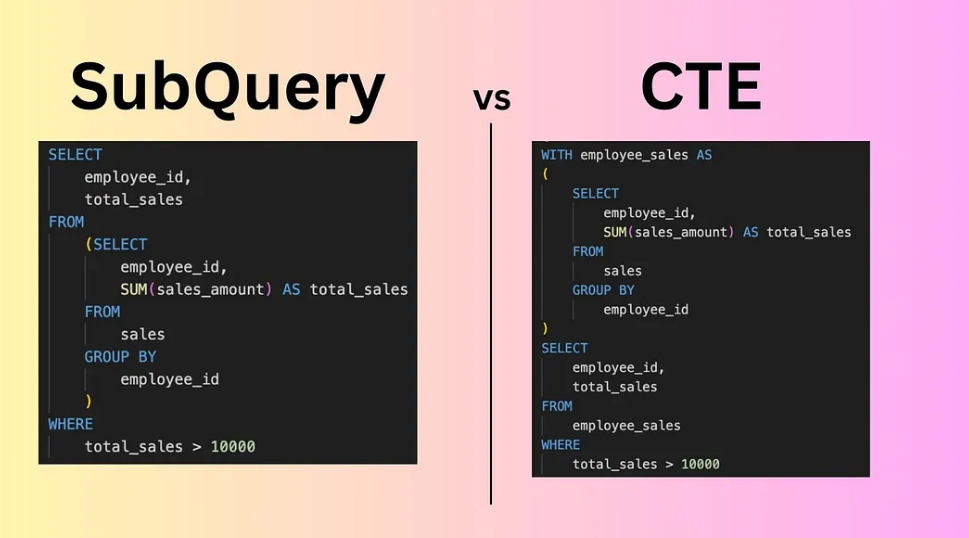 SubQuery
SELECT
employee_id,
total_sales
FROM
(SELECT
employee_id,
SUM(sales_amount) AS total_sales
FROM
sales
GROUP BY
employee_id
)
WHERE
total_sales > 10000
vs
CTE
WITH employee_sales AS
(
SELECT
employee_id,
SUM(sales_amount) AS total_sales
FROM
sales
GROUP BY
employee_id
)
SELECT
employee_id,
total_sales
FROM
employee_sales
WHERE
total_sales > 10000